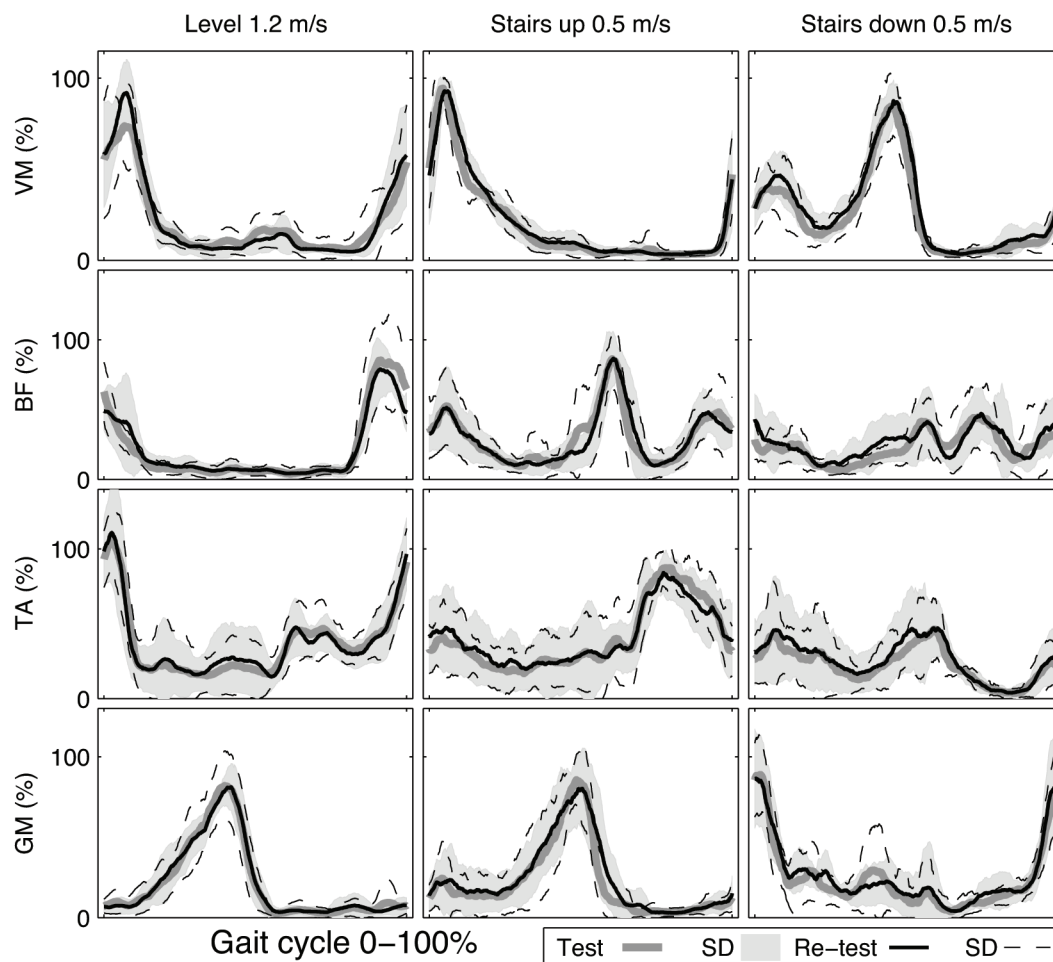 Level 1.2 m/s Stairs up 0.5 m/s Stairs down 0.5 m/s
VM (%) 100 0
BF (%) 100 0
TA (%) 100 0
GM (%) 100 0
Gait cycle 0–100%
Test SD Re–test SD